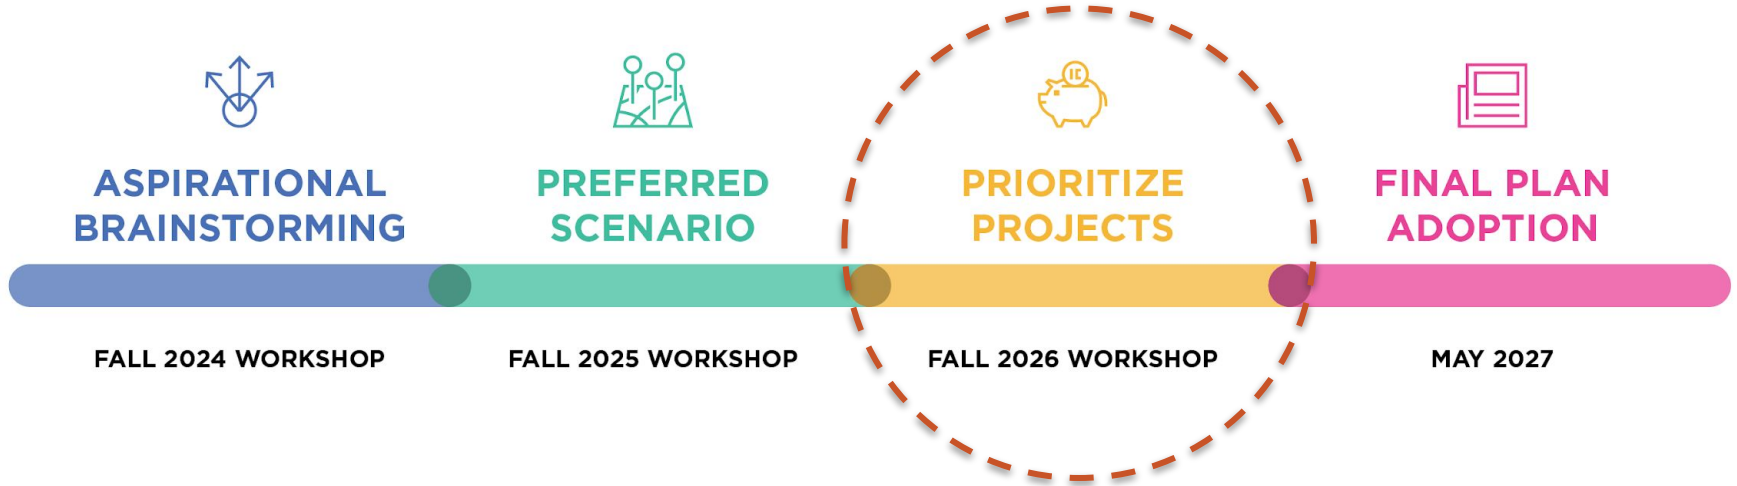 ASPIRATIONAL
BRAINSTORMING
FALL 2024 WORKSHOP
PREFERRED
SCENARIO
FALL 2025 WORKSHOP
PRIORITIZE
PROJECTS
FALL 2026 WORKSHOP
FINAL PLAN
ADOPTION
MAY 2027